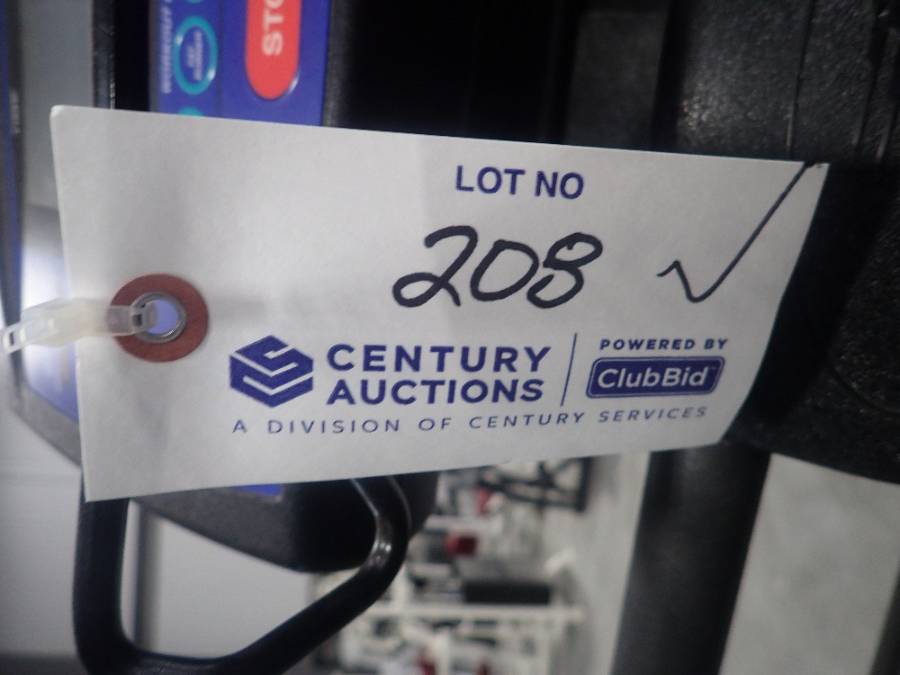 STO
LOT NO
208 ✓
CENTURY AUCTIONS
POWERED BY
ClubBid
A DIVISION OF CENTURY SERVICES